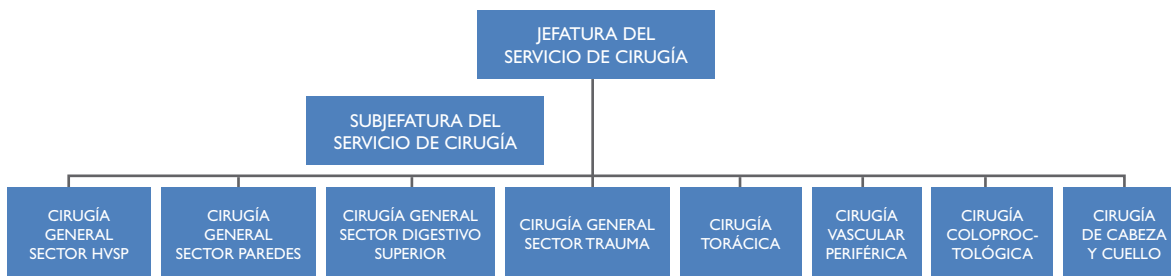 JEFATURA DEL
SERVICIO DE CIRUGÍA
SUBJEFATURA DEL
SERVICIO DE CIRUGÍA
CIRUGÍA
GENERAL
SECTOR HVSP
CIRUGÍA
GENERAL
SECTOR PAREDES
CIRUGÍA GENERAL
SECTOR DIGESTIVO
SUPERIOR
CIRUGÍA GENERAL
SECTOR TRAUMA
CIRUGÍA
TORÁCICA
CIRUGÍA
VASCULAR
PERIFÉRICA
CIRUGÍA
COLOPROC-
TOLÓGICA
CIRUGÍA
DE CABEZA
Y CUELLO